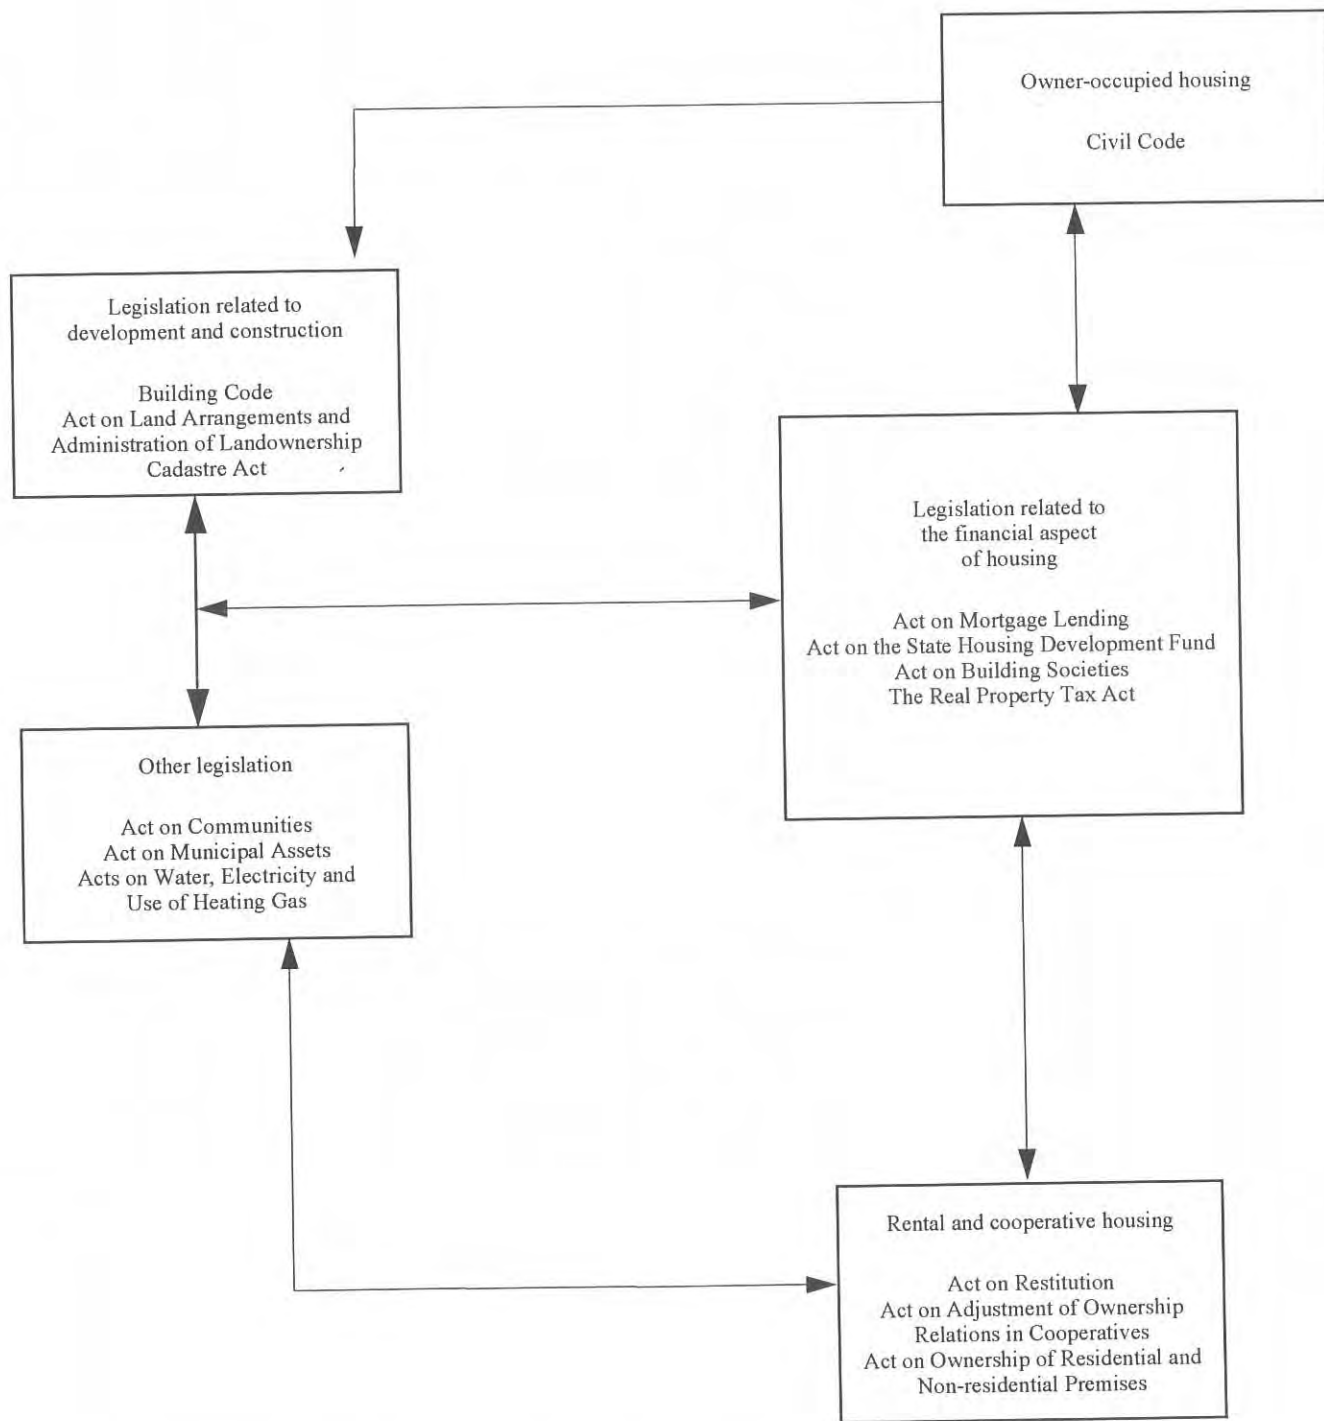 Owner-occupied housing
Civil Code
Legislation related to
development and construction
Building Code
Act on Land Arrangements and
Administration of Landownership
Cadastre Act
Legislation related to
the financial aspect
of housing
Act on Mortgage Lending
Act on the State Housing Development Fund
Act on Building Societies
The Real Property Tax Act
Other legislation
Act on Communities
Act on Municipal Assets
Acts on Water, Electricity and
Use of Heating Gas
Rental and cooperative housing
Act on Restitution
Act on Adjustment of Ownership
Relations in Cooperatives
Act on Ownership of Residential and
Non-residential Premises